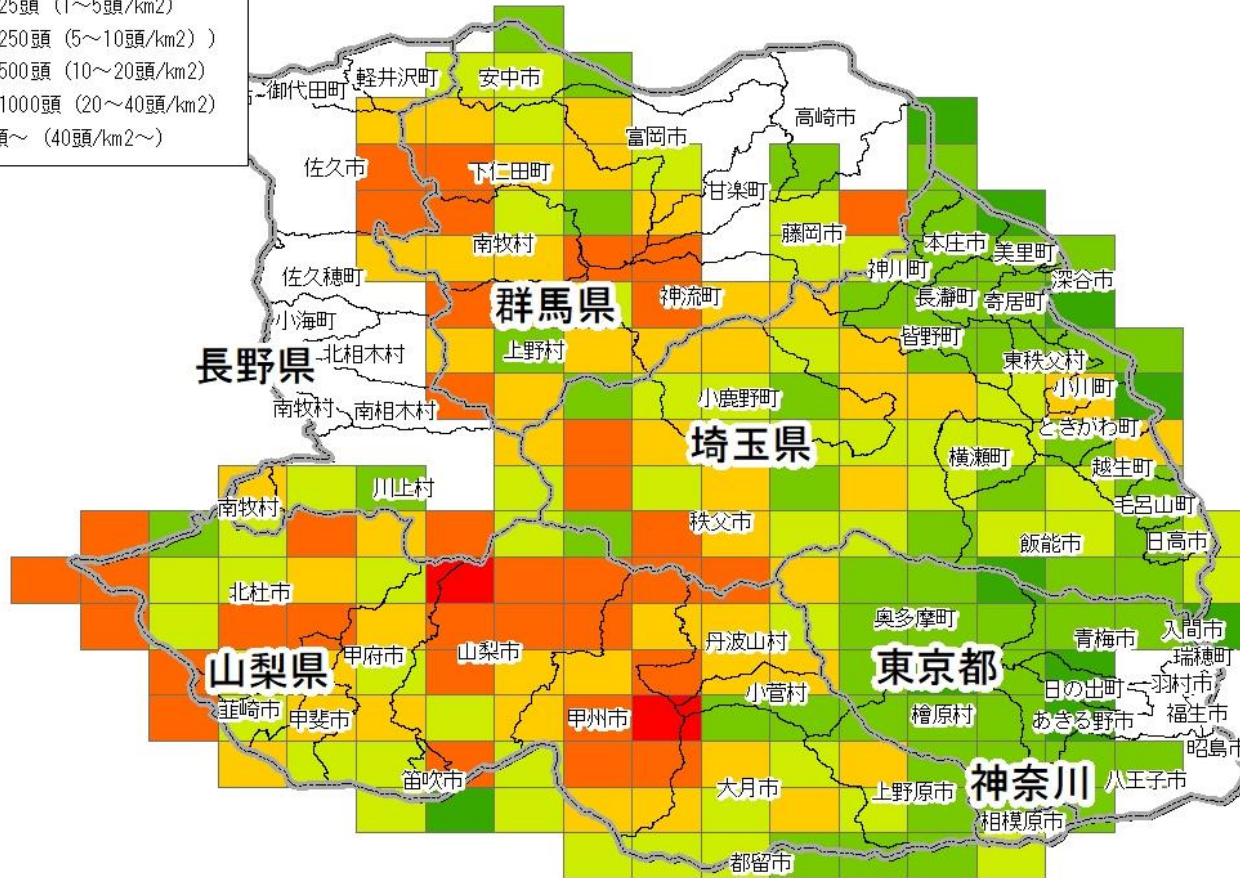 25頭 (1～5頭/km2)
250頭 (5～10頭/km2) )
500頭 (10～20頭/km2)
1000頭 (20～40頭/km2)
頭～ (40頭/km2～)
御代田町
軽井沢町
安中市
高崎市
富岡市
佐久市
下仁田町
甘楽町
藤岡市
南牧村
本庄市
美里町
佐久穂町
神川町
深谷市
群馬県
神流町
長瀞町
寄居町
小海町
皆野町
長野県
北相木村
上野村
東秩父村
小川町
南牧村
南相木村
小鹿野町
ときがわ町
埼玉県
横瀬町
越生町
川上村
南牧村
毛呂山町
秩父市
飯能市
日高市
北杜市
奥多摩町
青梅市
入間市
丹波山村
甲府市
山梨市
瑞穂町
山梨県
東京都
小菅村
日の出町
羽村市
韮崎市
甲斐市
甲州市
檜原村
あきる野市
福生市
昭島市
笛吹市
大月市
上野原市
神奈川
八王子市
相模原市
都留市